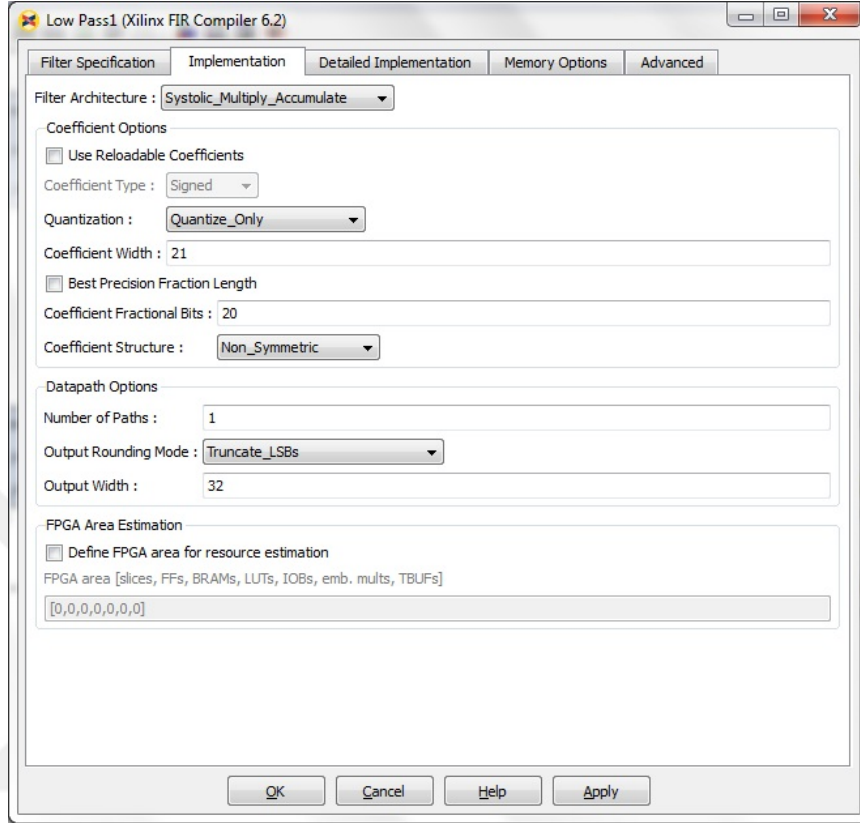 Low Pass1 (Xilinx FIR Compiler 6.2)
Filter Specification Implementation Detailed Implementation Memory Options Advanced
Filter Architecture : Systolic_Multiply_Accumulate
Coefficient Options
Use Reloadable Coefficients
Coefficient Type : Signed
Quantization : Quantize_Only
Coefficient Width : 21
Best Precision Fraction Length
Coefficient Fractional Bits : 20
Coefficient Structure : Non_Symmetric
Datapath Options
Number of Paths : 1
Output Rounding Mode : Truncate_LSBs
Output Width : 32
FPGA Area Estimation
Define FPGA area for resource estimation
FPGA area [slices, FFs, BRAMs, LUTs, IOBs, emb. mults, TBUFs]
[0,0,0,0,0,0,0]
OK Cancel Help Apply